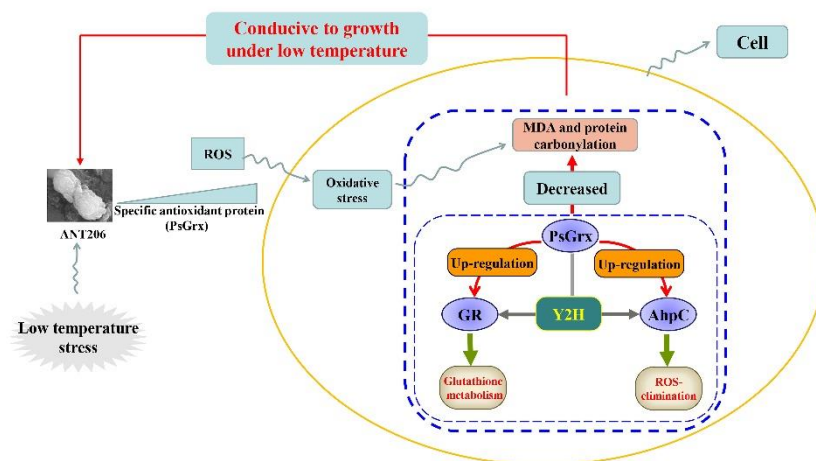 Conducive to growth
under low temperature
Cell
ROS
MDA and protein
carbonylation
Oxidative
stress
Decreased
Specific antioxidant protein
(PsGrx)
ANT206
PsGrx
Up-regulation
Up-regulation
GR
Y2H
AhpC
Low temperature
stress
Glutathione
metabolism
ROS-
elimination